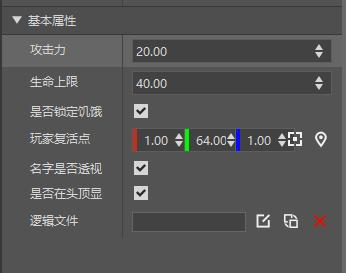 基本属性
攻击力 20.00
生命上限 40.00
是否锁定饥饿
玩家复活点 1.00 64.00 1.00
名字是否透视
是否在头顶显
逻辑文件